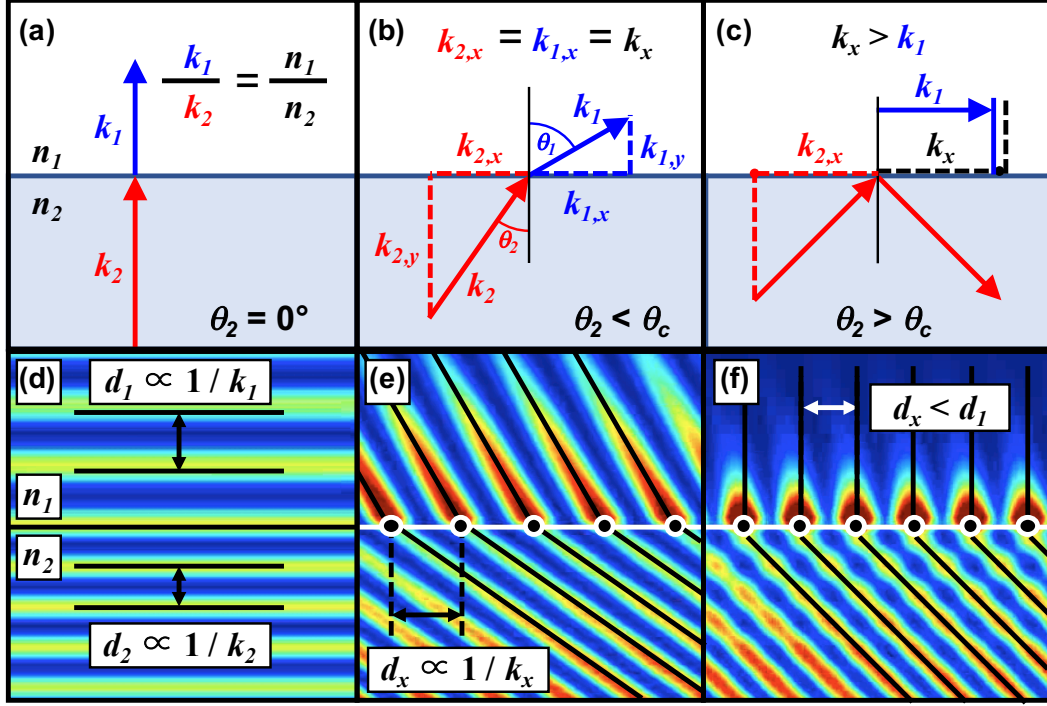 (a)
k₁ / k₂ = n₁ / n₂
k₁
n₁
n₂
k₂
θ₂ = 0°
(b)
k₂,ₓ = k₁,ₓ = kₓ
k₁
θ₁
k₂,ₓ
k₁,y
k₁,ₓ
θ₂
k₂,y
k₂
θ₂ < θc
(c)
kₓ > k₁
k₁
k₂,ₓ
kₓ
θ₂ > θc
(d)
d₁ ∝ 1 / k₁
n₁
n₂
d₂ ∝ 1 / k₂
(e)
dₓ ∝ 1 / kₓ
(f)
dₓ < d₁